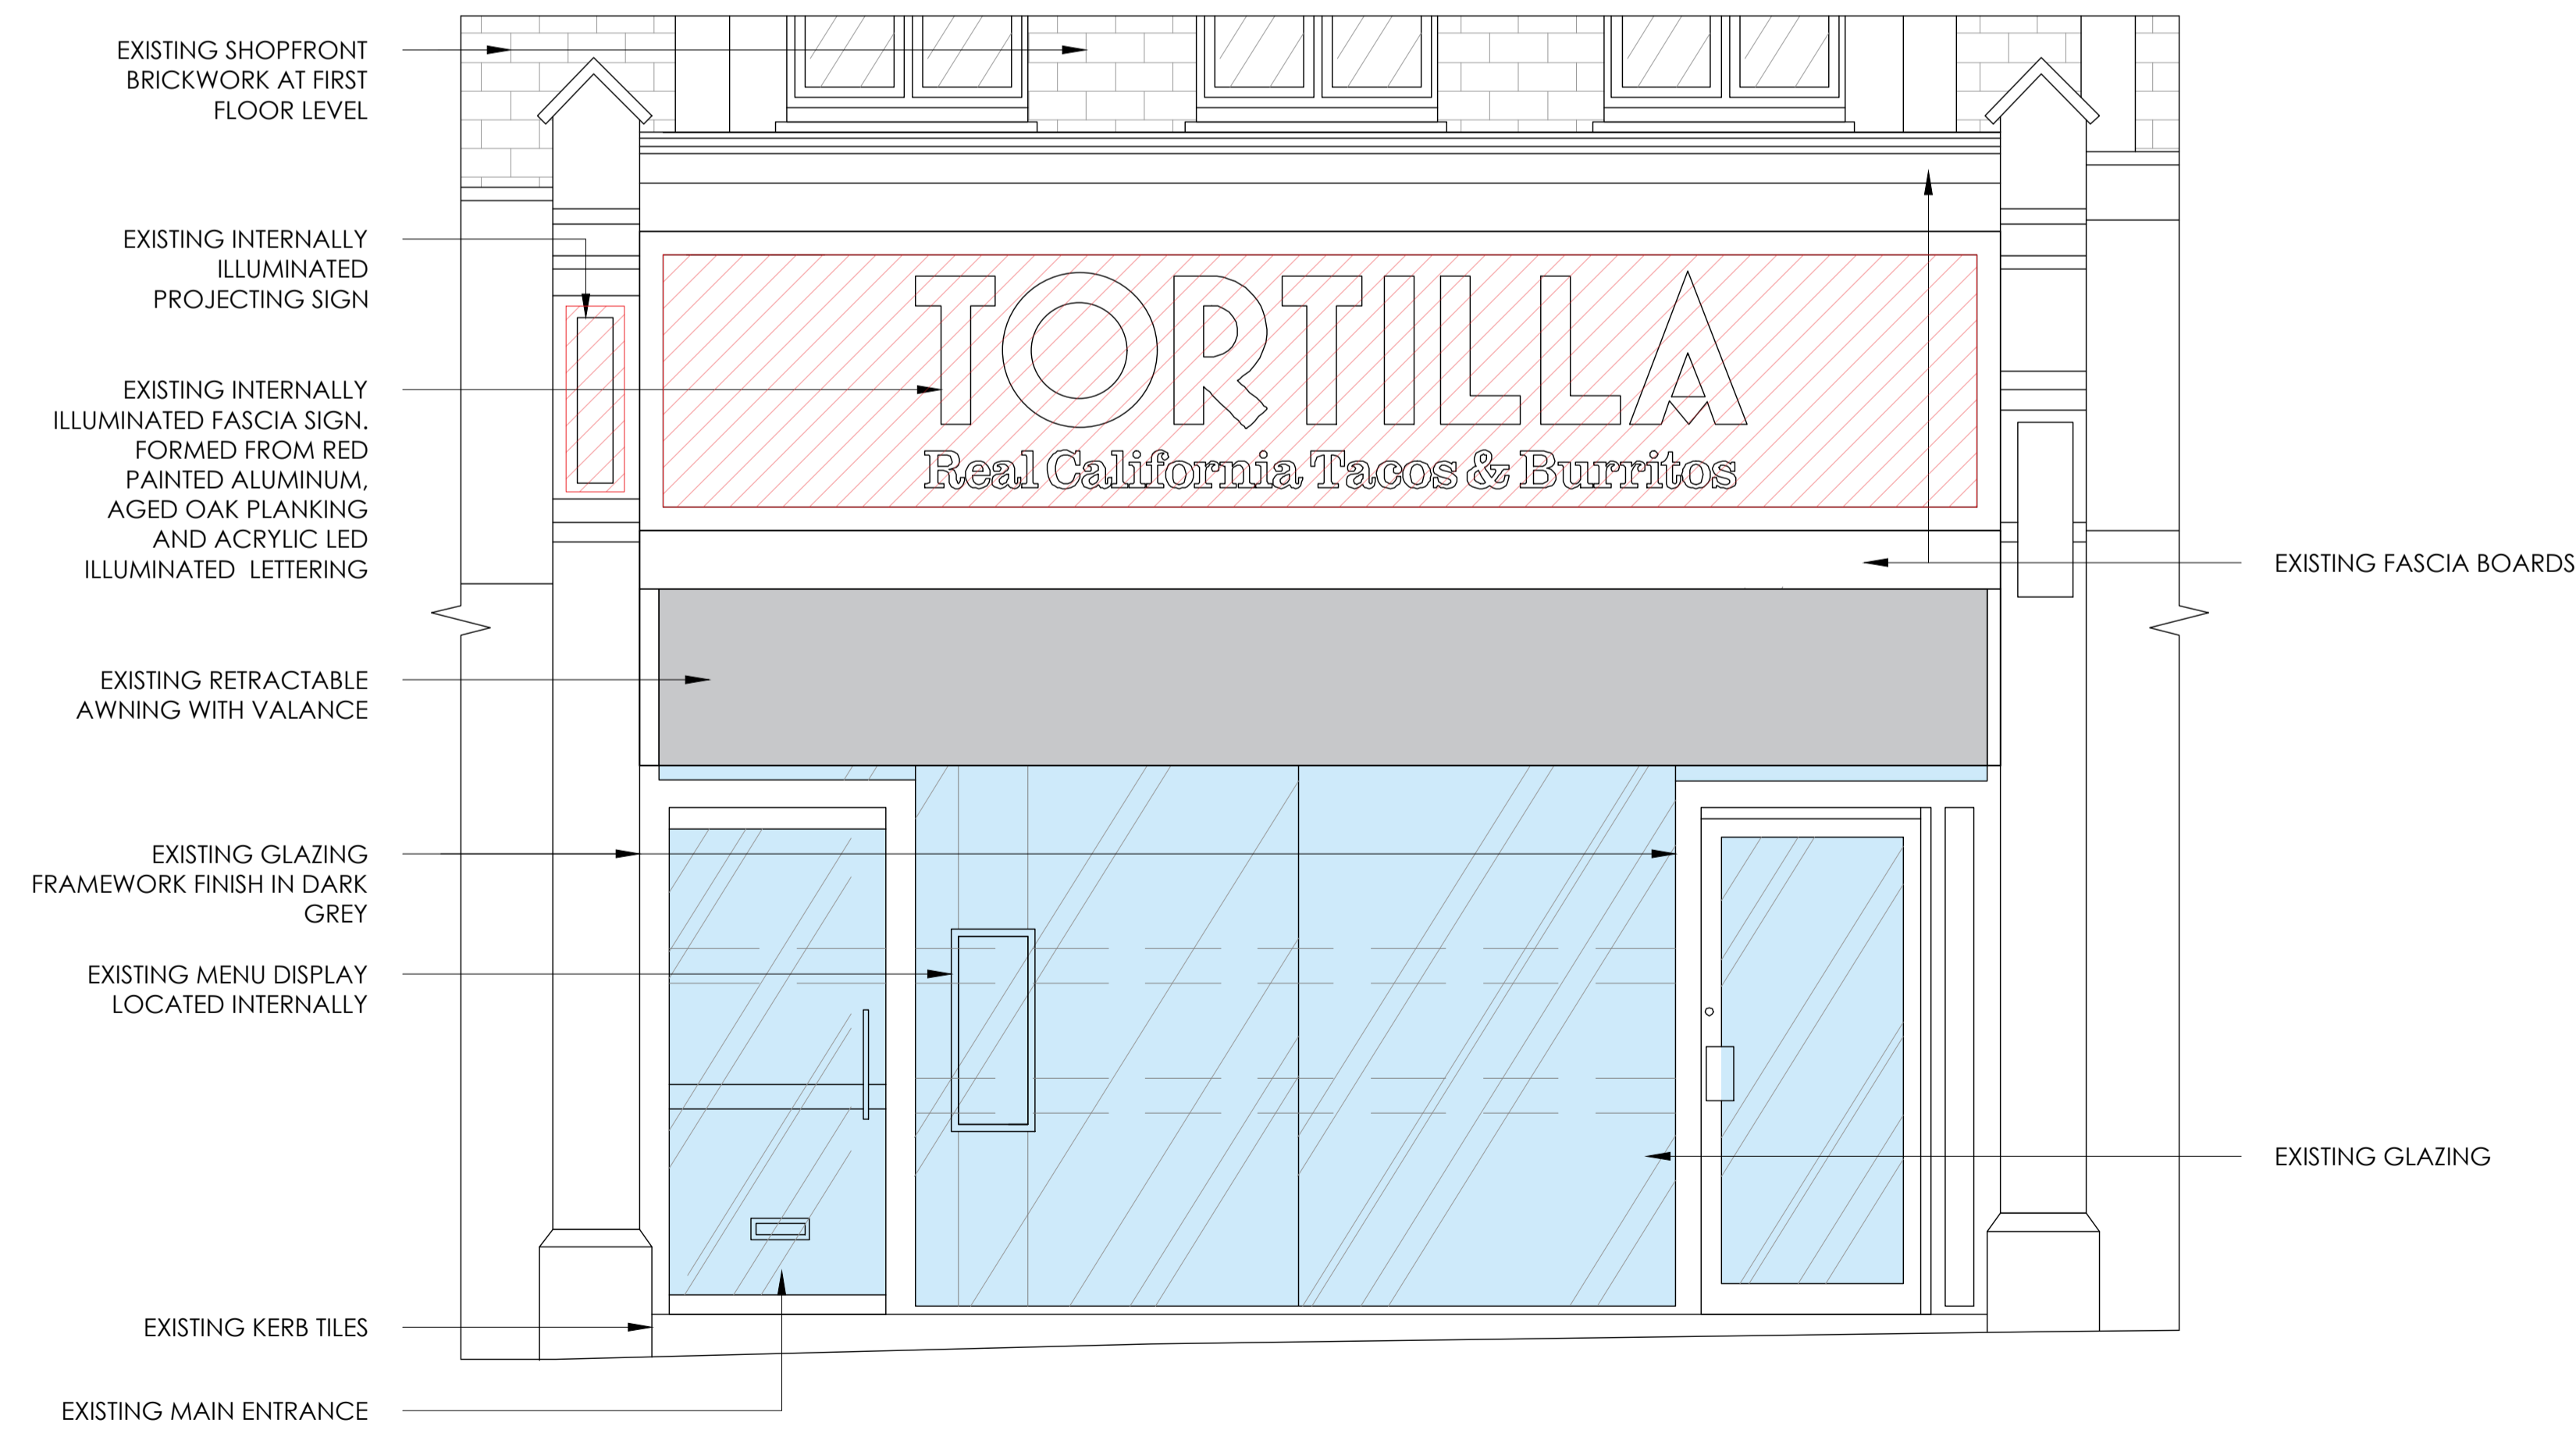 EXISTING SHOPFRONT
BRICKWORK AT FIRST
FLOOR LEVEL
EXISTING INTERNALLY
ILLUMINATED
PROJECTING SIGN
EXISTING INTERNALLY
ILLUMINATED FASCIA SIGN.
FORMED FROM RED
PAINTED ALUMINUM,
AGED OAK PLANKING
AND ACRYLIC LED
ILLUMINATED LETTERING
TORTILLA
Real California Tacos & Burritos
EXISTING FASCIA BOARDS
EXISTING RETRACTABLE
AWNING WITH VALANCE
EXISTING GLAZING
FRAMEWORK FINISH IN DARK
GREY
EXISTING MENU DISPLAY
LOCATED INTERNALLY
EXISTING GLAZING
EXISTING KERB TILES
EXISTING MAIN ENTRANCE